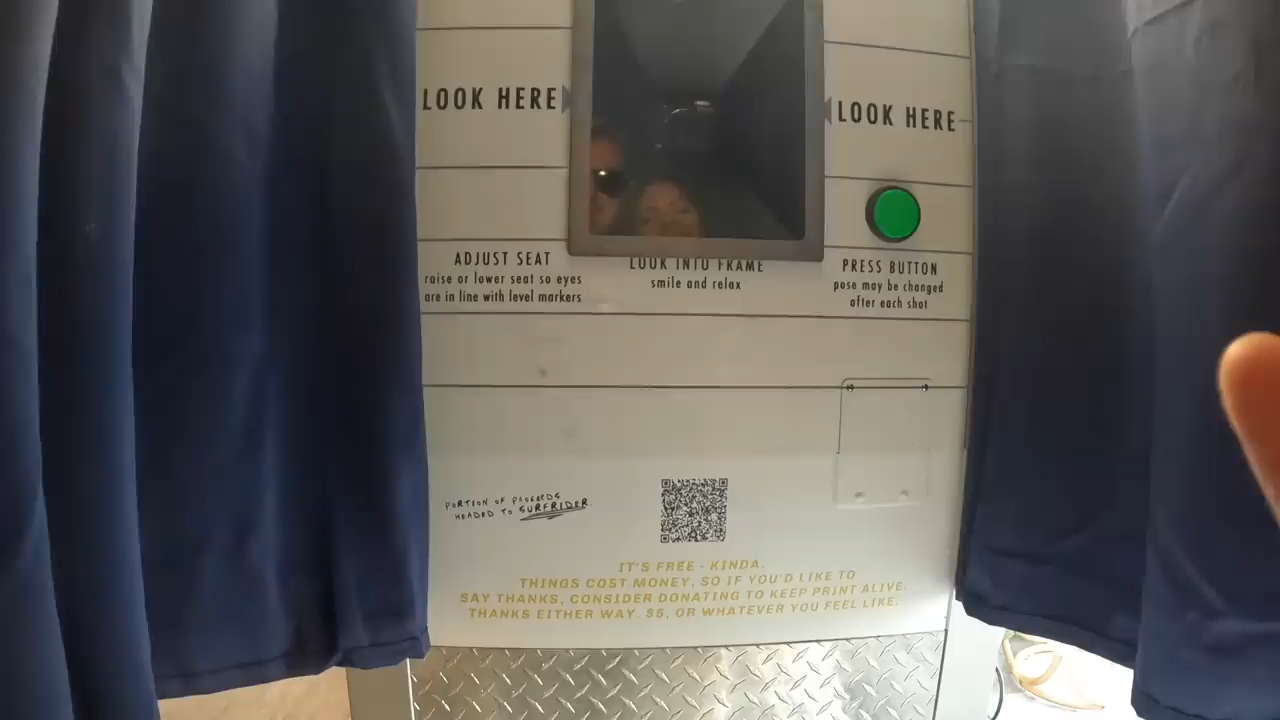 LOOK HERE
LOOK HERE
ADJUST SEAT
raise or lower seat so eyes
are in line with level markers
LOOK INTO FRAME
smile and relax
PRESS BUTTON
pose may be changed
after each shot
PORTION OF PROCEEDS
HEADED TO SURFRIDER.
IT'S FREE - KINDA.
THINGS COST MONEY, SO IF YOU'D LIKE TO
SAY THANKS, CONSIDER DONATING TO KEEP PRINT ALIVE.
THANKS EITHER WAY. $5, OR WHATEVER YOU FEEL LIKE.